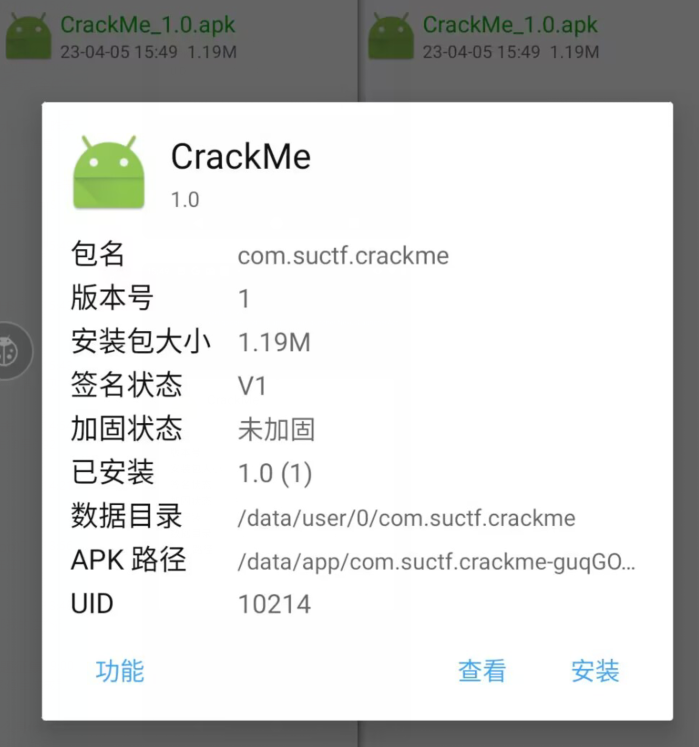 CrackMe_1.0.apk
23-04-05 15:49 1.19M
CrackMe_1.0.apk
23-04-05 15:49 1.19M
CrackMe
1.0
包名 com.suctf.crackme
版本号 1
安装包大小 1.19M
签名状态 V1
加固状态 未加固
已安装 1.0 (1)
数据目录 /data/user/0/com.suctf.crackme
APK 路径 /data/app/com.suctf.crackme-guqGO...
UID 10214
功能 查看 安装